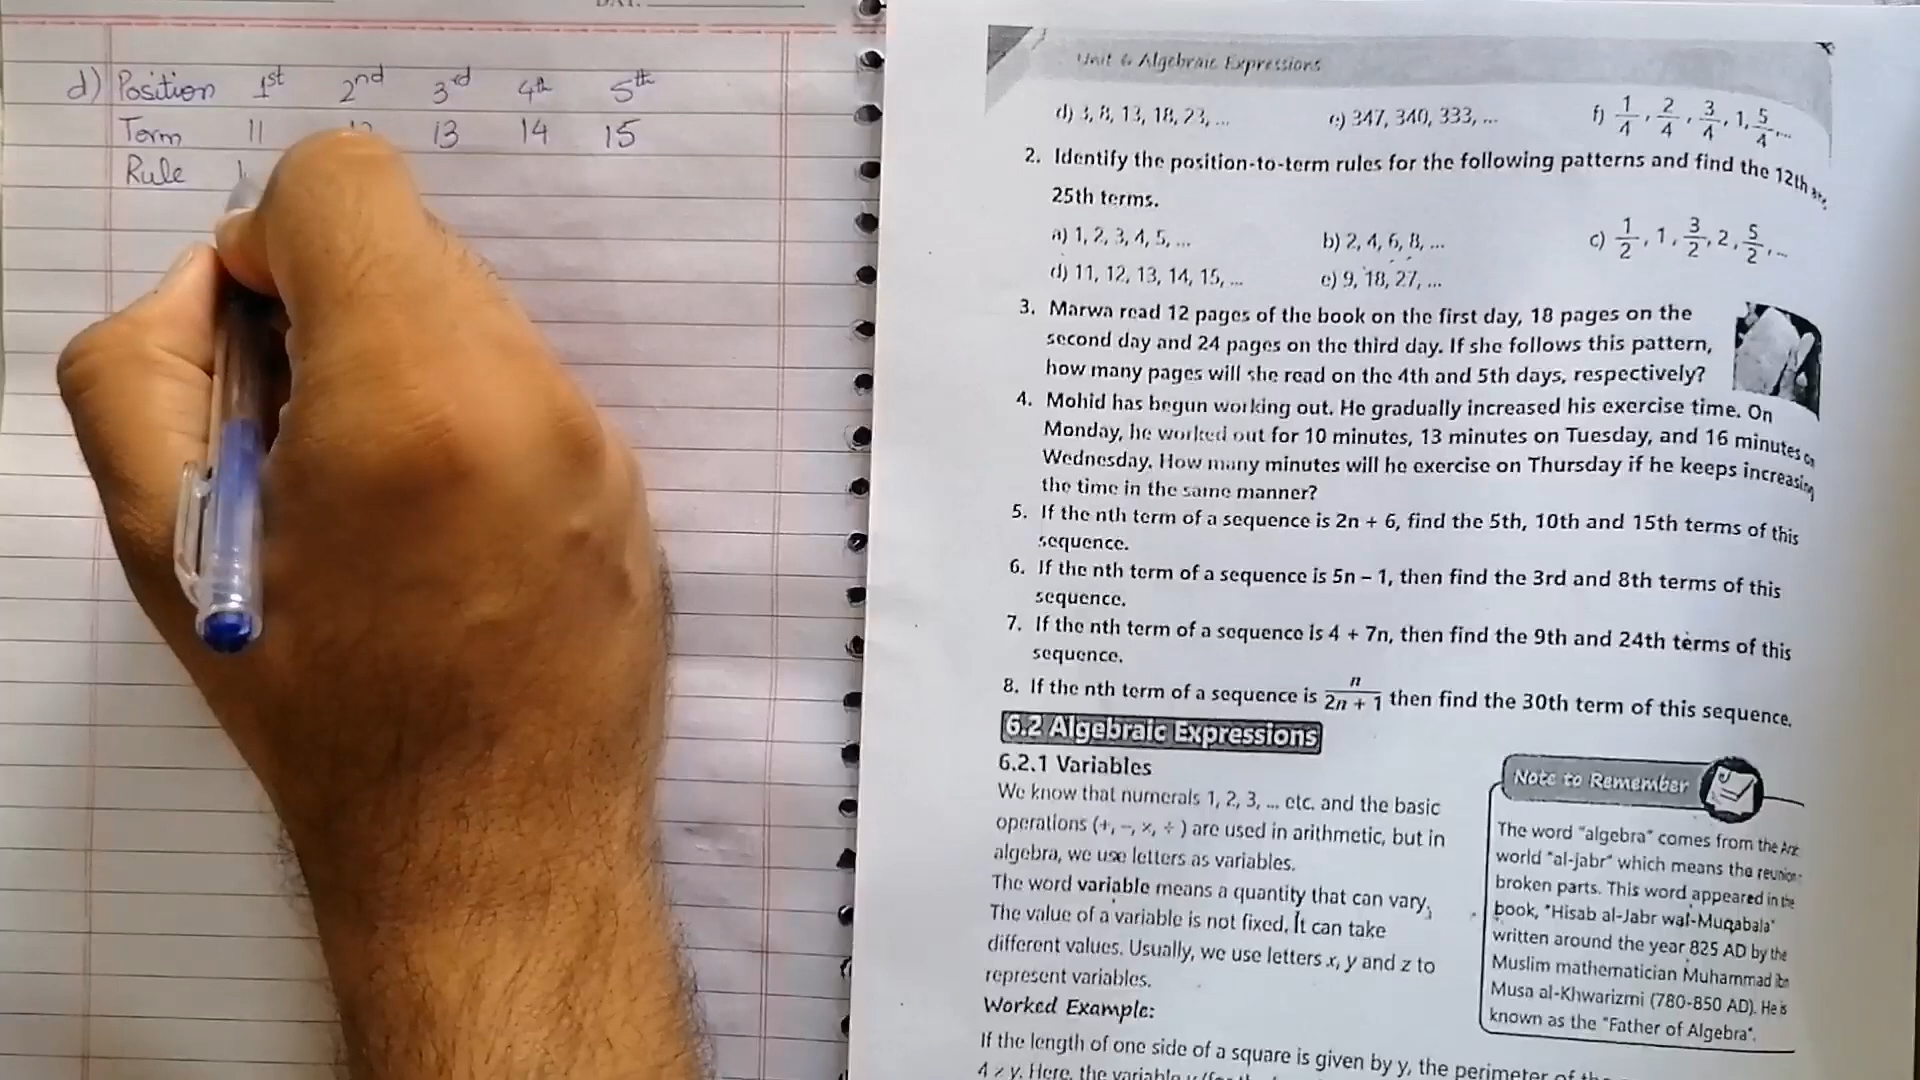 d) Position 1st 2nd 3rd 4th 5th
Term 11 12 13 14 15
Rule
Unit 6 Algebraic Expressions
d) 3, 8, 13, 18, 23, ... e) 347, 340, 333, ... f) 1/4, 2/4, 3/4, 1, 5/4, ...
2. Identify the position-to-term rules for the following patterns and find the 12th
25th terms.
a) 1, 2, 3, 4, 5, ... b) 2, 4, 6, 8, ... c) 1/2, 1, 3/2, 2, 5/2, ...
d) 11, 12, 13, 14, 15, ... e) 9, 18, 27, ...
3. Marwa read 12 pages of the book on the first day, 18 pages on the
second day and 24 pages on the third day. If she follows this pattern,
how many pages will she read on the 4th and 5th days, respectively?
4. Mohid has begun working out. He gradually increased his exercise time. On
Monday, he worked out for 10 minutes, 13 minutes on Tuesday, and 16 minutes on
Wednesday. How many minutes will he exercise on Thursday if he keeps increasing
the time in the same manner?
5. If the nth term of a sequence is 2n + 6, find the 5th, 10th and 15th terms of this
sequence.
6. If the nth term of a sequence is 5n – 1, then find the 3rd and 8th terms of this
sequence.
7. If the nth term of a sequence is 4 + 7n, then find the 9th and 24th terms of this
sequence.
8. If the nth term of a sequence is n/2n + 1 then find the 30th term of this sequence.
6.2 Algebraic Expressions
6.2.1 Variables
We know that numerals 1, 2, 3, ... etc. and the basic
operations (+, –, ×, ÷ ) are used in arithmetic, but in
algebra, we use letters as variables.
The word variable means a quantity that can vary.
The value of a variable is not fixed. It can take
different values. Usually, we use letters x, y and z to
represent variables.
Worked Example:
If the length of one side of a square is given by y, the perimeter of
4 × y. Here, the variable y
Note to Remember
The word "algebra" comes from the
world "al-jabr" which means the reunion
broken parts. This word appeared in the
book, "Hisab al-Jabr wal-Muqabala"
written around the year 825 AD by the
Muslim mathematician Muhammad ibn
Musa al-Khwarizmi (780-850 AD). He is
known as the "Father of Algebra".